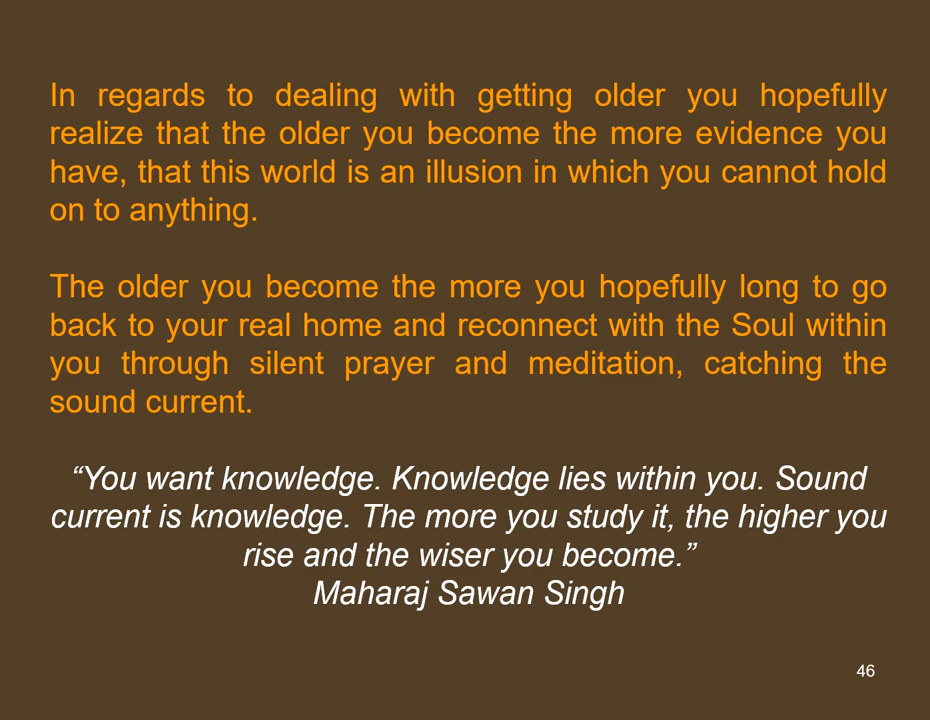 In regards to dealing with getting older you hopefully
realize that the older you become the more evidence you
have, that this world is an illusion in which you cannot hold
on to anything.
The older you become the more you hopefully long to go
back to your real home and reconnect with the Soul within
you through silent prayer and meditation, catching the
sound current.
“You want knowledge. Knowledge lies within you. Sound
current is knowledge. The more you study it, the higher you
rise and the wiser you become.”
Maharaj Sawan Singh
46